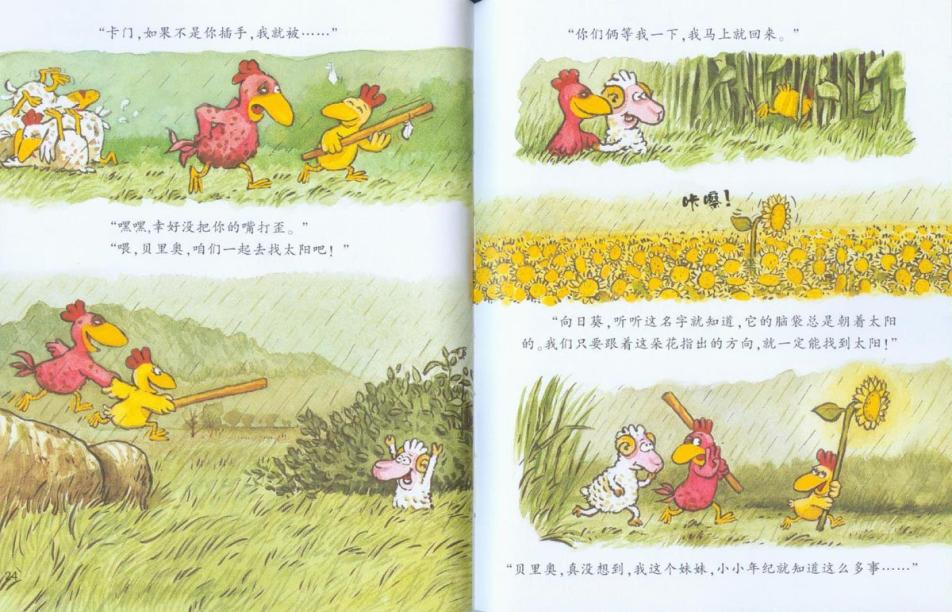 “卡门,如果不是你插手,我就被……”
“嘿嘿,幸好没把你的嘴打歪。”
“喂,贝里奥,咱们一起去找太阳吧！”
24
“你们俩等我一下,我马上就回来。”
咔嚓！
“向日葵,听听这名字就知道,它的脑袋总是朝着太阳
的。我们只要跟着这朵花指出的方向,就一定能找到太阳！”
“贝里奥,真没想到,我这个妹妹,小小年纪就知道这么多事……”